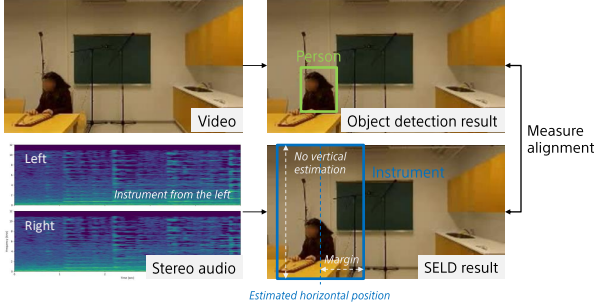 Video
Person
Object detection result
Measure
alignment
Left
Instrument from the left
Right
Stereo audio
No vertical
estimation
Instrument
Margin
SELD result
Estimated horizontal position